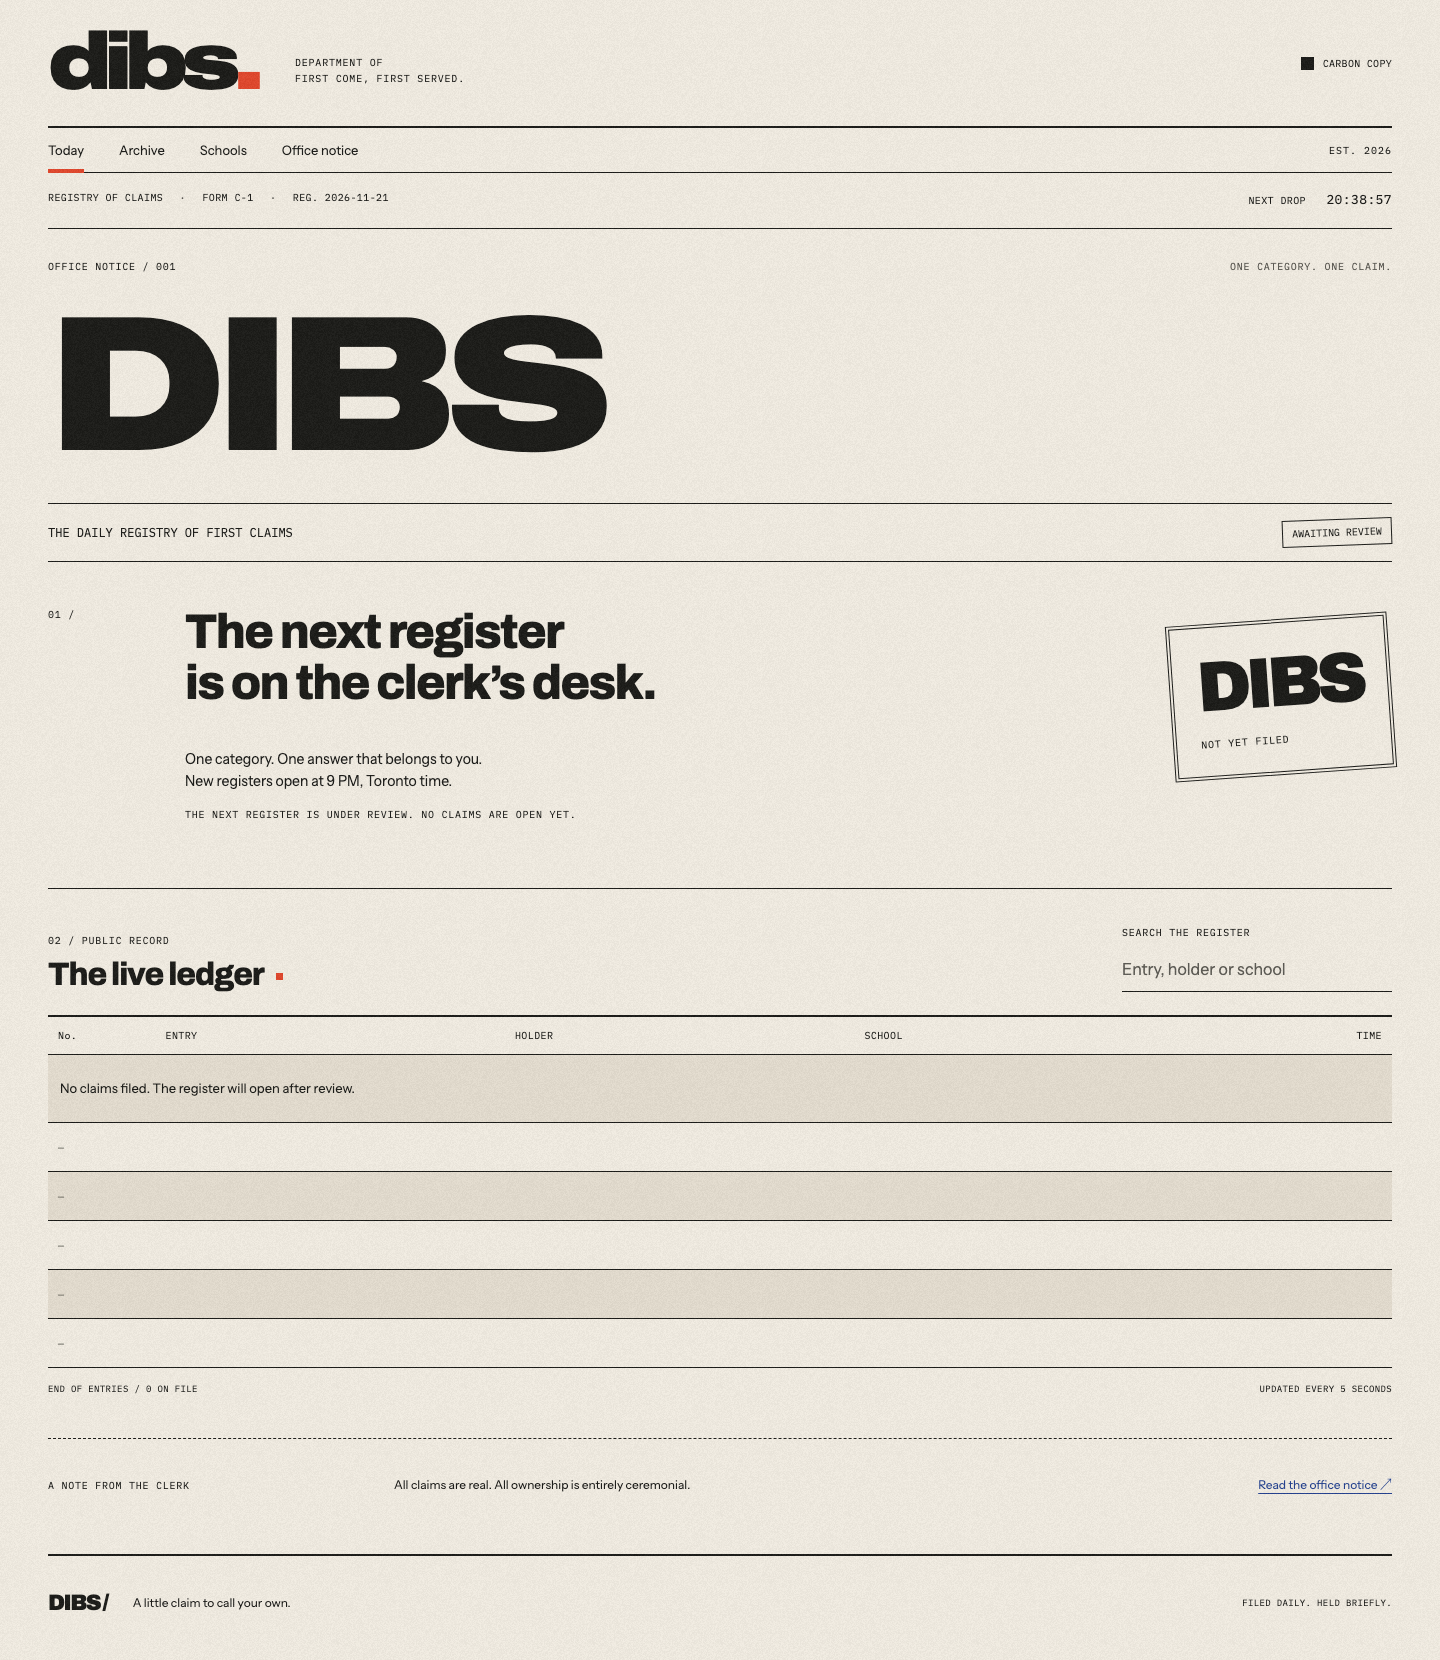 dibs.
DEPARTMENT OF
FIRST COME, FIRST SERVED.
CARBON COPY
Today Archive Schools Office notice EST. 2026
REGISTRY OF CLAIMS · FORM C-1 · REG. 2026-11-21 NEXT DROP 20:38:57
OFFICE NOTICE / 001 ONE CATEGORY. ONE CLAIM.
DIBS
THE DAILY REGISTRY OF FIRST CLAIMS AWAITING REVIEW
01 /
The next register
is on the clerk’s desk.
One category. One answer that belongs to you.
New registers open at 9 PM, Toronto time.
THE NEXT REGISTER IS UNDER REVIEW. NO CLAIMS ARE OPEN YET.
DIBS
NOT YET FILED
02 / PUBLIC RECORD
The live ledger
SEARCH THE REGISTER
Entry, holder or school
No. ENTRY HOLDER SCHOOL TIME
No claims filed. The register will open after review.
—
—
—
—
—
END OF ENTRIES / 0 ON FILE UPDATED EVERY 5 SECONDS
A NOTE FROM THE CLERK All claims are real. All ownership is entirely ceremonial. Read the office notice ↗
DIBS/ A little claim to call your own. FILED DAILY. HELD BRIEFLY.